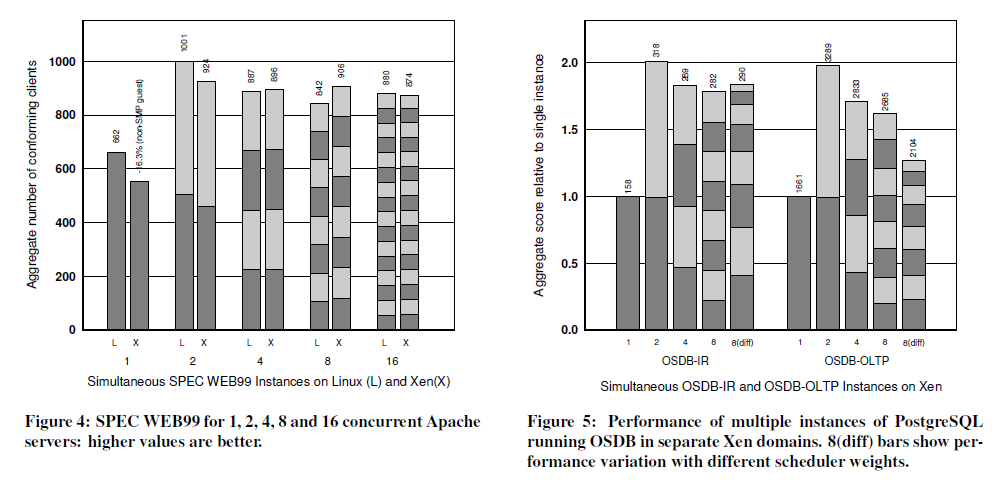 Aggregate number of conforming clients
1000
800
600
400
200
0
662
-16.3% (non-SMP guest)
1001
924
887
896
842
906
880
874
L X L X L X L X L X
1 2 4 8 16
Simultaneous SPEC WEB99 Instances on Linux (L) and Xen(X)
Figure 4: SPEC WEB99 for 1, 2, 4, 8 and 16 concurrent Apache
servers: higher values are better.
Aggregate score relative to single instance
2.0
1.5
1.0
0.5
0.0
158
318
269
282
290
1661
3289
2833
2685
2104
1 2 4 8 8(diff) 1 2 4 8 8(diff)
OSDB-IR OSDB-OLTP
Simultaneous OSDB-IR and OSDB-OLTP Instances on Xen
Figure 5: Performance of multiple instances of PostgreSQL
running OSDB in separate Xen domains. 8(diff) bars show per-
formance variation with different scheduler weights.